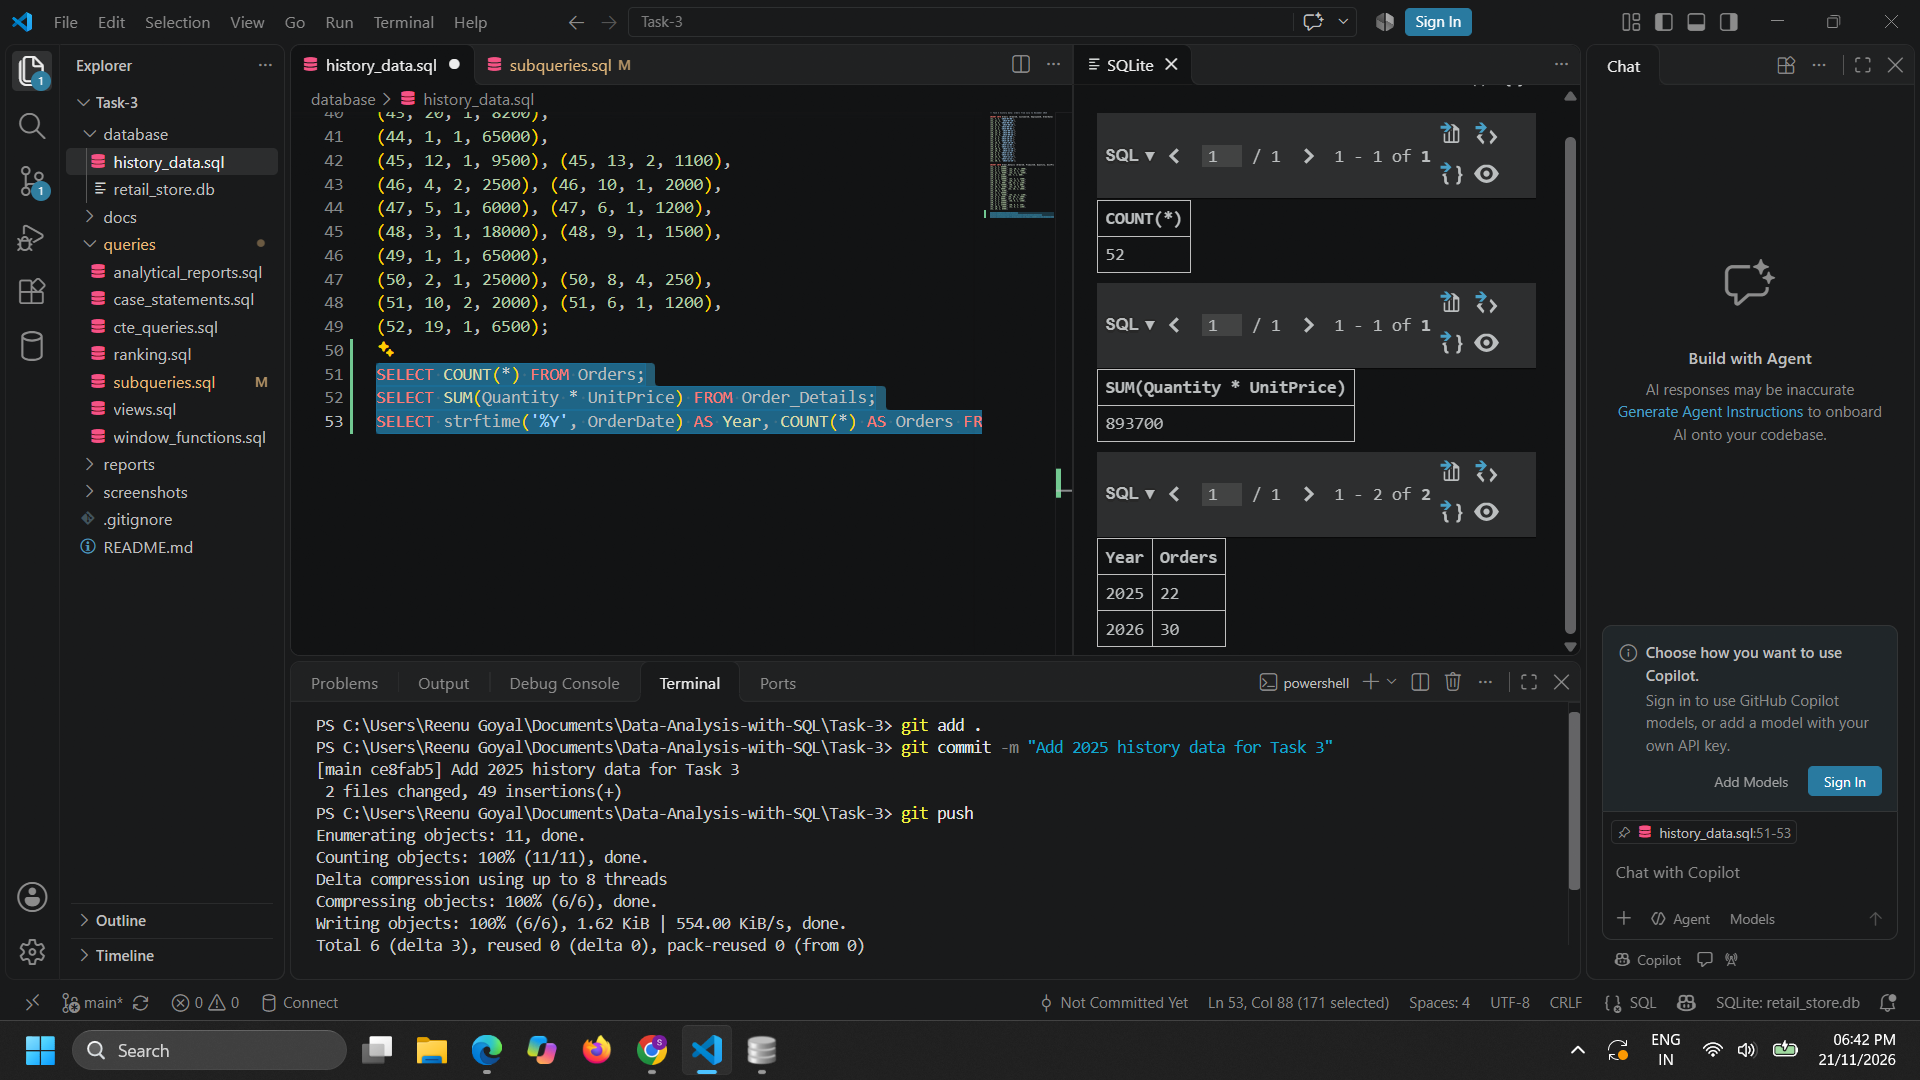 File Edit Selection View Go Run Terminal Help
Task-3
Sign In
Explorer
Task-3
database
history_data.sql
retail_store.db
docs
queries
analytical_reports.sql
case_statements.sql
cte_queries.sql
ranking.sql
subqueries.sql M
views.sql
window_functions.sql
reports
screenshots
.gitignore
README.md
Outline
Timeline
1
1
history_data.sql
subqueries.sql M
database > history_data.sql
40 (43, 20, 1, 8200),
41 (44, 1, 1, 65000),
42 (45, 12, 1, 9500), (45, 13, 2, 1100),
43 (46, 4, 2, 2500), (46, 10, 1, 2000),
44 (47, 5, 1, 6000), (47, 6, 1, 1200),
45 (48, 3, 1, 18000), (48, 9, 1, 1500),
46 (49, 1, 1, 65000),
47 (50, 2, 1, 25000), (50, 8, 4, 250),
48 (51, 10, 2, 2000), (51, 6, 1, 1200),
49 (52, 19, 1, 6500);
50
51 SELECT COUNT(*) FROM Orders;
52 SELECT SUM(Quantity * UnitPrice) FROM Order_Details;
53 SELECT strftime('%Y', OrderDate) AS Year, COUNT(*) AS Orders FR
SQLite
SQL 1 / 1 1 - 1 of 1
COUNT(*)
52
SQL 1 / 1 1 - 1 of 1
SUM(Quantity * UnitPrice)
893700
SQL 1 / 1 1 - 2 of 2
Year Orders
2025 22
2026 30
Problems Output Debug Console Terminal Ports
powershell
PS C:\Users\Reenu Goyal\Documents\Data-Analysis-with-SQL\Task-3> git add .
PS C:\Users\Reenu Goyal\Documents\Data-Analysis-with-SQL\Task-3> git commit -m "Add 2025 history data for Task 3"
[main ce8fab5] Add 2025 history data for Task 3
2 files changed, 49 insertions(+)
PS C:\Users\Reenu Goyal\Documents\Data-Analysis-with-SQL\Task-3> git push
Enumerating objects: 11, done.
Counting objects: 100% (11/11), done.
Delta compression using up to 8 threads
Compressing objects: 100% (6/6), done.
Writing objects: 100% (6/6), 1.62 KiB | 554.00 KiB/s, done.
Total 6 (delta 3), reused 0 (delta 0), pack-reused 0 (from 0)
Chat
Build with Agent
AI responses may be inaccurate
Generate Agent Instructions to onboard
AI onto your codebase.
Choose how you want to use
Copilot.
Sign in to use GitHub Copilot
models, or add a model with your
own API key.
Add Models Sign In
history_data.sql:51-53
Chat with Copilot
Agent Models
Copilot
main* 0 0 Connect
Not Committed Yet Ln 53, Col 88 (171 selected) Spaces: 4 UTF-8 CRLF SQL SQLite: retail_store.db
Search
ENG
IN
06:42 PM
21/11/2026